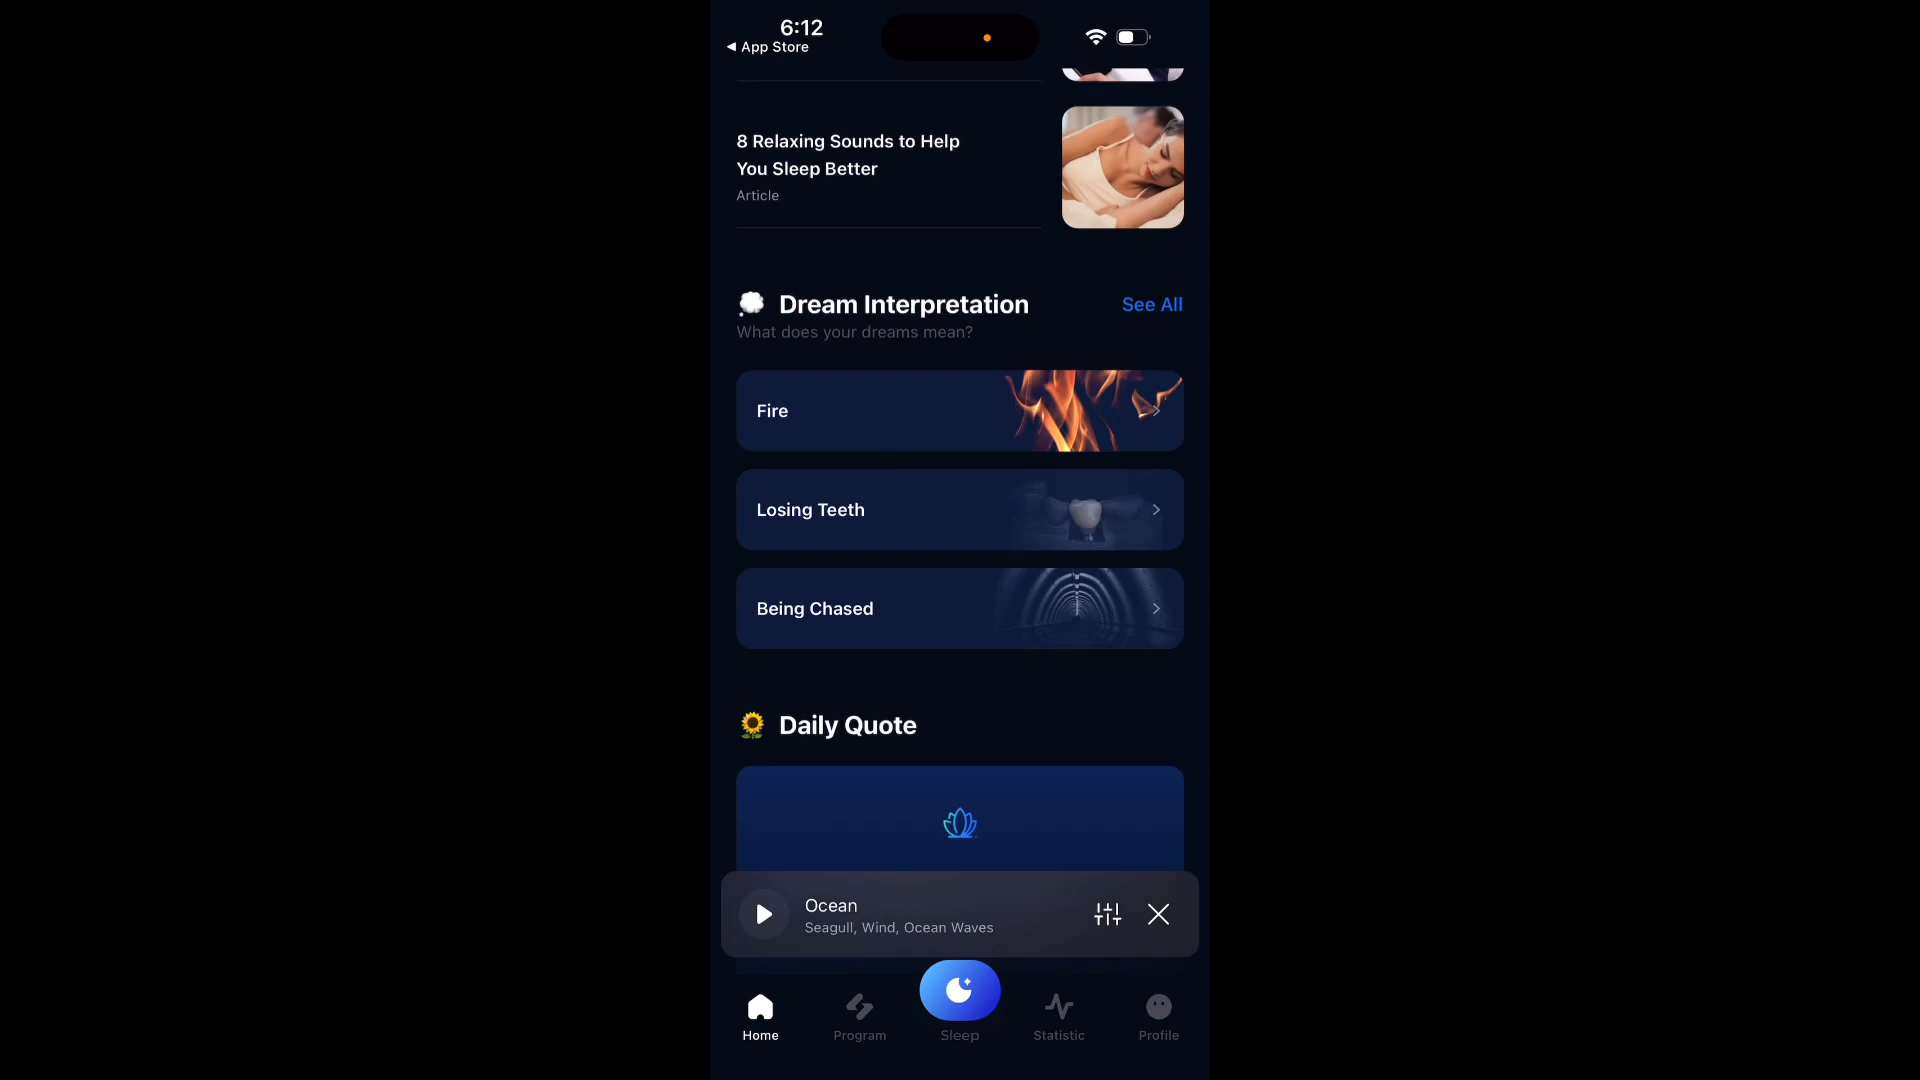 6:12
◀ App Store
8 Relaxing Sounds to Help
You Sleep Better
Article
Dream Interpretation
See All
What does your dreams mean?
Fire
Losing Teeth
Being Chased
Daily Quote
Ocean
Seagull, Wind, Ocean Waves
Home
Program
Sleep
Statistic
Profile